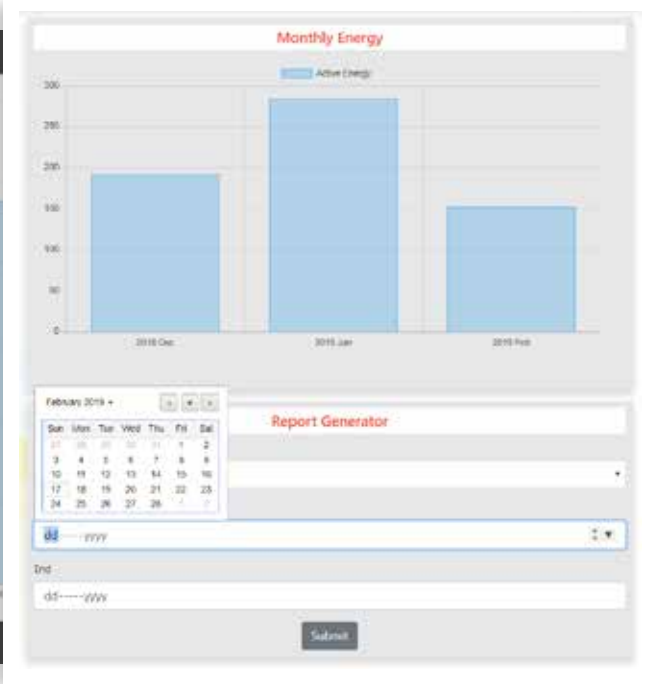 Monthly Energy
Active Energy
300
250
200
150
100
50
0
2018 Dec 2019 Jan 2019 Feb
February 2019
Report Generator
Sun Mon Tue Wed Thu Fri Sat
27 28 29 30 31 1 2
3 4 5 6 7 8 9
10 11 12 13 14 15 16
17 18 19 20 21 22 23
24 25 26 27 28 1 2
dd-----yyyy
End
dd-----yyyy
Submit